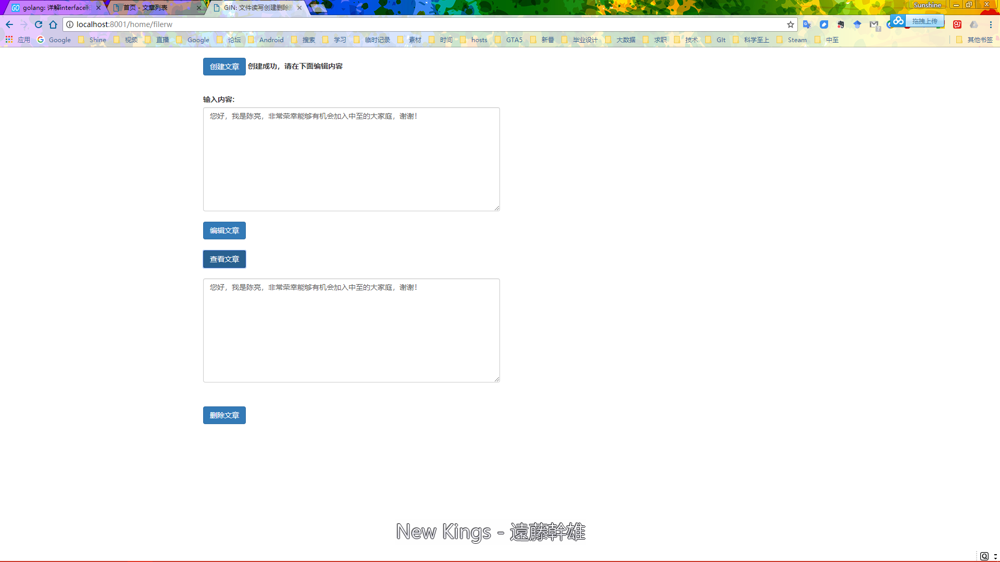 golang: 详解interface和
首页 - 文章列表
GIN: 文件读写创建删除
Sunshine
localhost:8001/home/filerw
拖拽上传
应用 Google Shine 视频 直播 Google 论坛 Android 搜索 学习 临时记录 素材 时间 hosts GTA5 新番 毕业设计 大数据 求职 技术 GIt 科学至上 Steam 中至 其他书签
创建文章 创建成功，请在下面编辑内容
输入内容:
您好，我是陈亮，非常荣幸能够有机会加入中至的大家庭，谢谢！
编辑文章
查看文章
您好，我是陈亮，非常荣幸能够有机会加入中至的大家庭，谢谢！
删除文章
New Kings - 遠藤幹雄